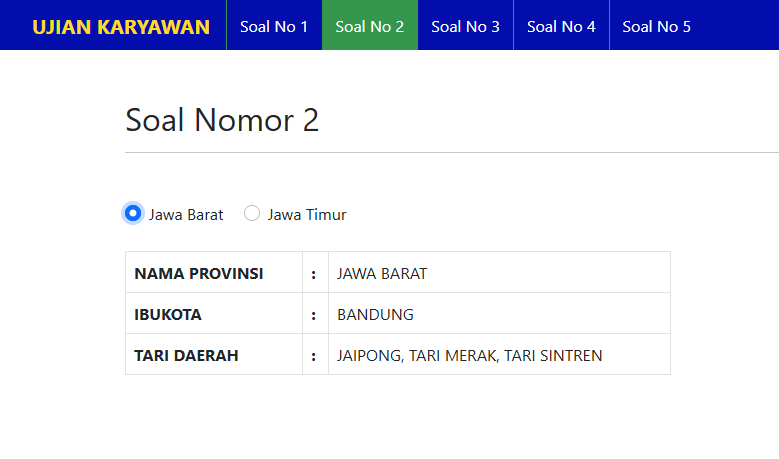 UJIAN KARYAWAN Soal No 1 Soal No 2 Soal No 3 Soal No 4 Soal No 5
Soal Nomor 2
Jawa Barat Jawa Timur
NAMA PROVINSI : JAWA BARAT
IBUKOTA : BANDUNG
TARI DAERAH : JAIPONG, TARI MERAK, TARI SINTREN